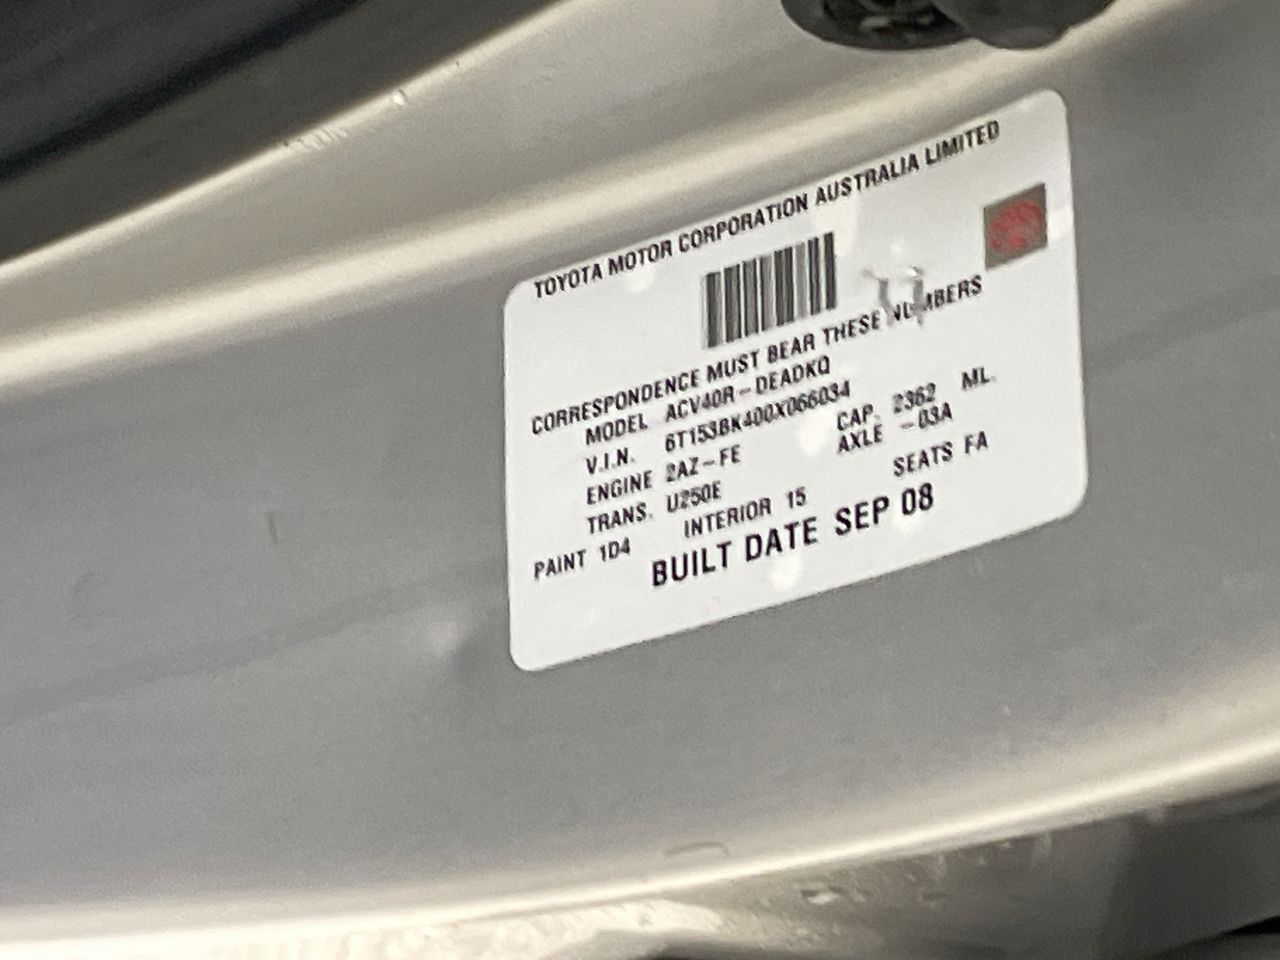 TOYOTA MOTOR CORPORATION AUSTRALIA LIMITED
CORRESPONDENCE MUST BEAR THESE NUMBERS
MODEL ACV40R-DEADKQ
V.I.N. 6T153BK400X066034
ENGINE 2AZ-FE CAP. 2362 ML.
TRANS. U250E AXLE -03A
PAINT 1D4 INTERIOR 15 SEATS FA
BUILT DATE SEP 08